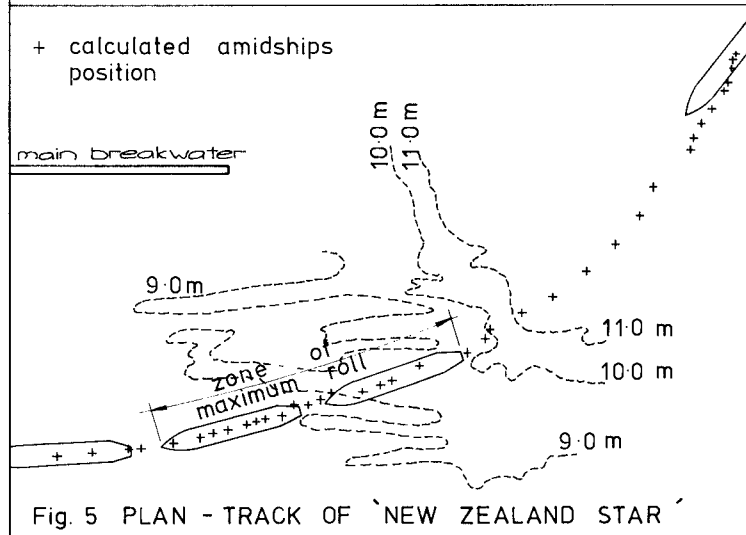 + calculated amidships
position
main breakwater
10·0 m
11·0 m
9·0 m
zone of
maximum roll
11·0 m
10·0 m
9·0 m
Fig. 5 PLAN - TRACK OF `NEW ZEALAND STAR ´